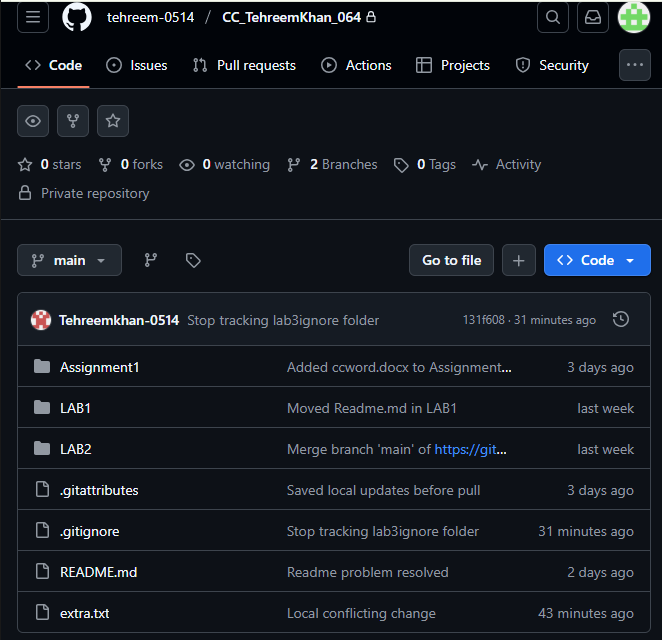 tehreem-0514 / CC_TehreemKhan_064
Code Issues Pull requests Actions Projects Security ...
0 stars 0 forks 0 watching 2 Branches 0 Tags Activity
Private repository
main Go to file Code
Tehreemkhan-0514 Stop tracking lab3ignore folder 131f608 · 31 minutes ago
Assignment1 Added ccword.docx to Assignment... 3 days ago
LAB1 Moved Readme.md in LAB1 last week
LAB2 Merge branch 'main' of https://git... last week
.gitattributes Saved local updates before pull 3 days ago
.gitignore Stop tracking lab3ignore folder 31 minutes ago
README.md Readme problem resolved 2 days ago
extra.txt Local conflicting change 43 minutes ago